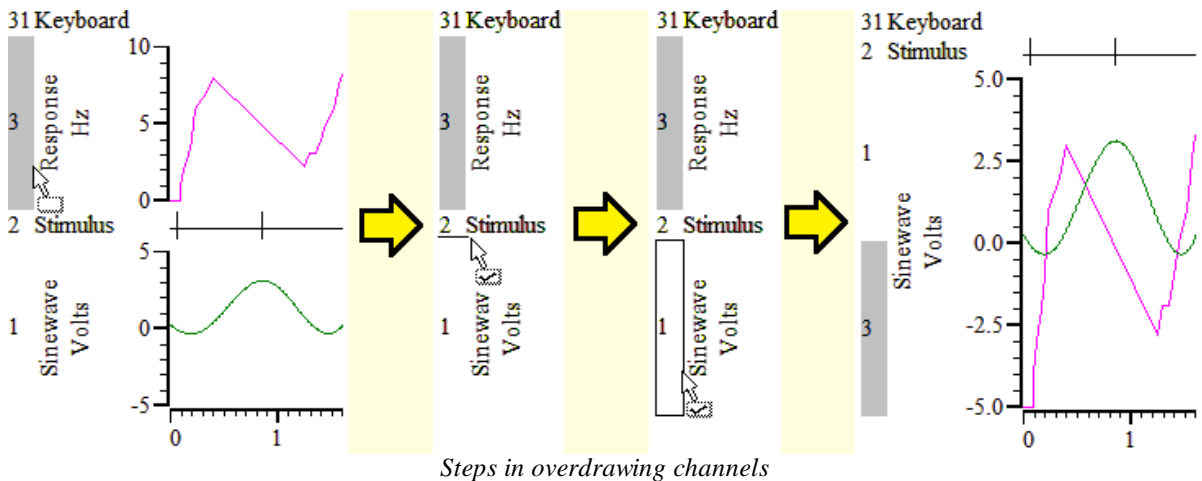 31 Keyboard
3
Response
Hz
10
5
0
2 Stimulus
5
0
-5
1
Sinewave
Volts
0 1
31 Keyboard
3
Response
Hz
2 Stimulus
1
Sinewav
Volts
31 Keyboard
3
Response
Hz
2 Stimulus
1
Sinewave
Volts
31 Keyboard
2 Stimulus
1
3
Sinewave
Volts
5.0
2.5
0.0
-2.5
-5.0
0 1
Steps in overdrawing channels